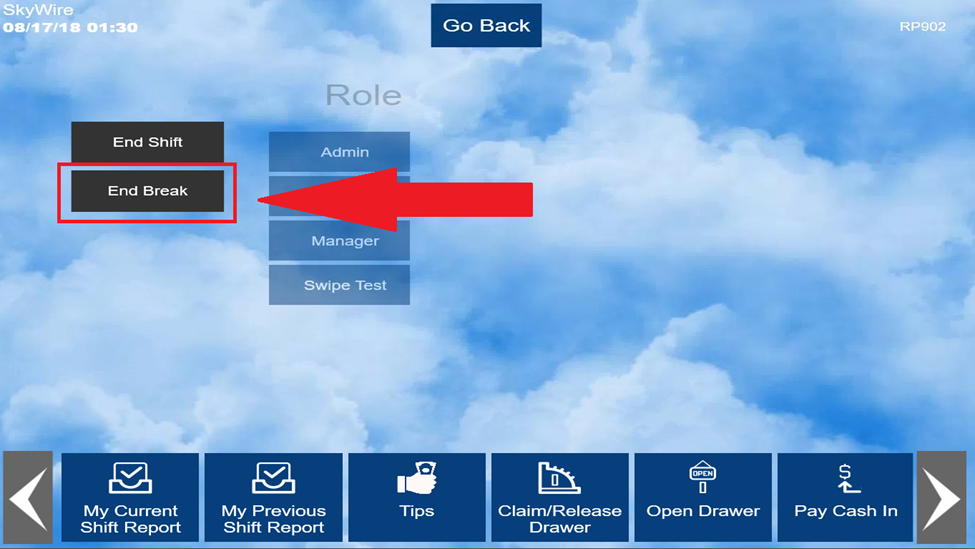 SkyWire
08/17/18 01:30
Go Back
RP902
Role
End Shift
Admin
End Break
Manager
Swipe Test
My Current
Shift Report
My Previous
Shift Report
Tips
Claim/Release
Drawer
OPEN
Open Drawer
$
Pay Cash In